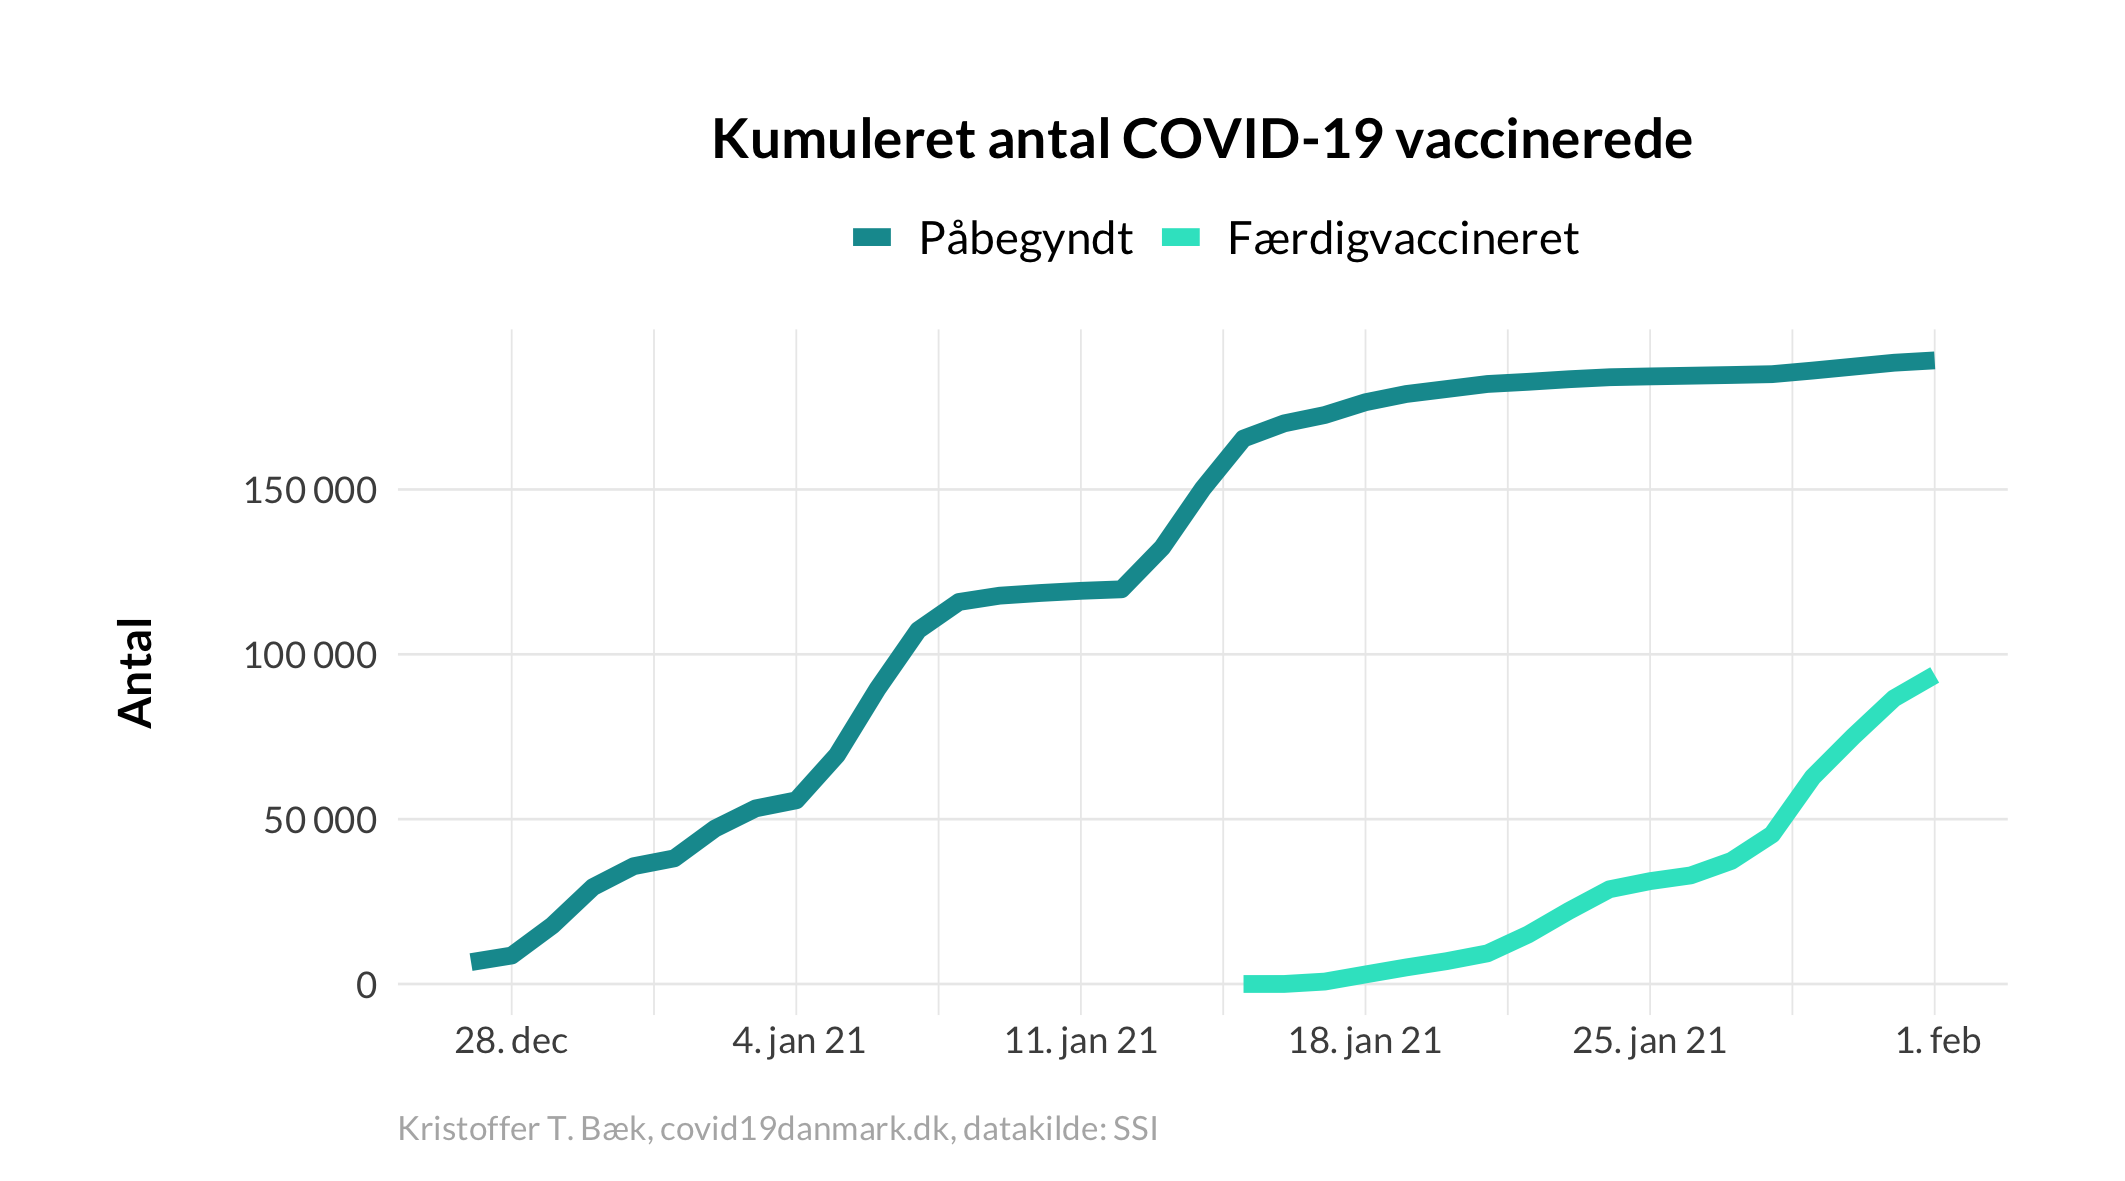 Kumuleret antal COVID-19 vaccinerede
Påbegyndt Færdigvaccineret
Antal
150 000
100 000
50 000
0
28. dec 4. jan 21 11. jan 21 18. jan 21 25. jan 21 1. feb
Kristoffer T. Bæk, covid19danmark.dk, datakilde: SSI